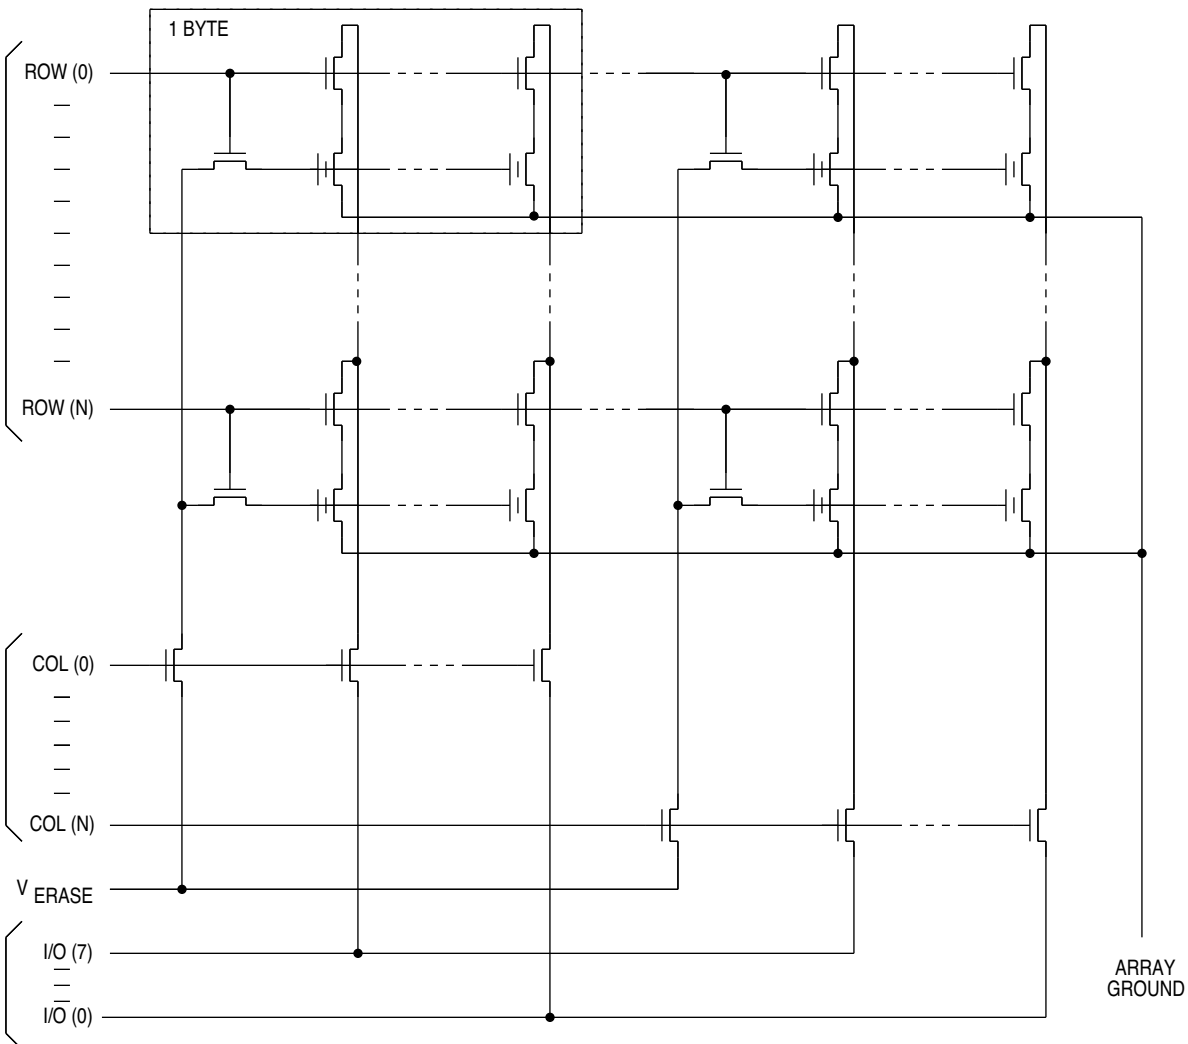 1 BYTE
ROW (0)
ROW (N)
COL (0)
COL (N)
V ERASE
I/O (7)
I/O (0)
ARRAY
GROUND